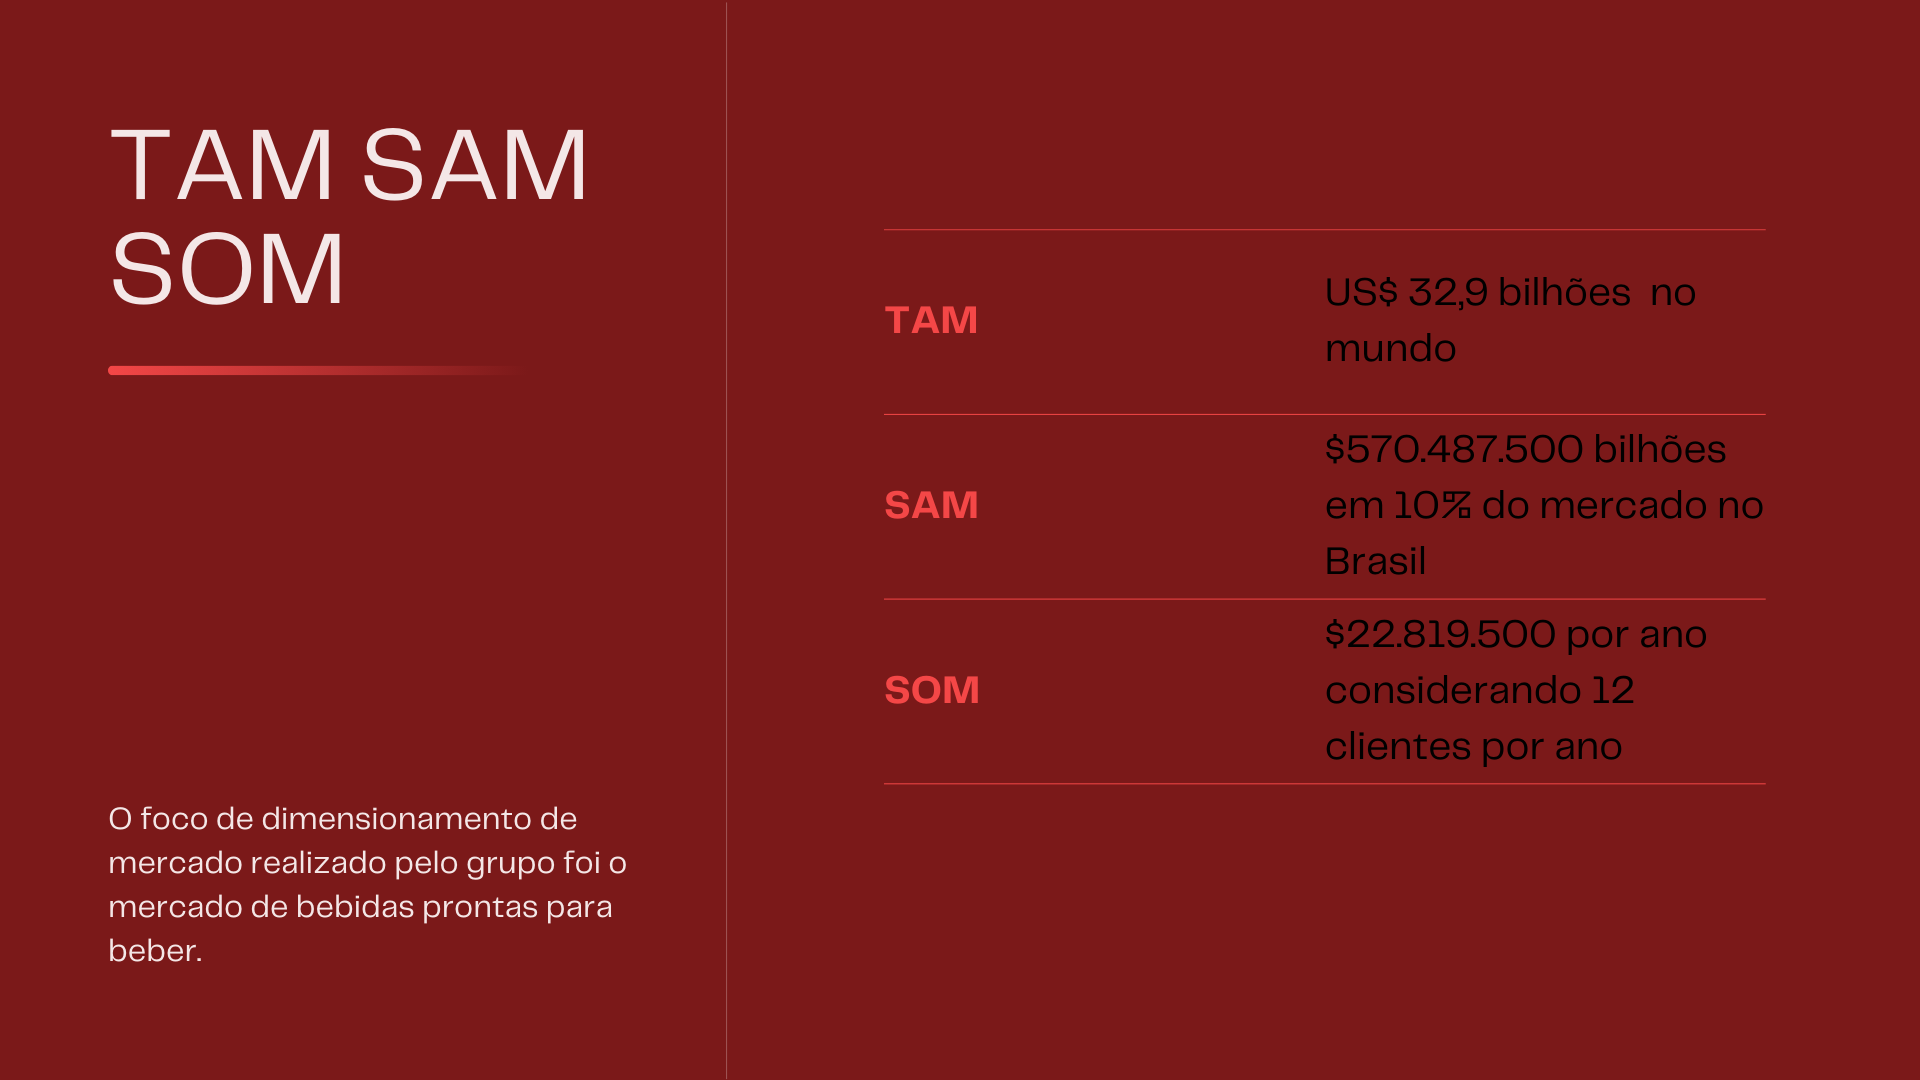 TAM SAM
SOM
O foco de dimensionamento de
mercado realizado pelo grupo foi o
mercado de bebidas prontas para
beber.
TAM
US$ 32,9 bilhões  no
mundo
SAM
$570.487.500 bilhões
em 10% do mercado no
Brasil
SOM
$22.819.500 por ano
considerando 12
clientes por ano